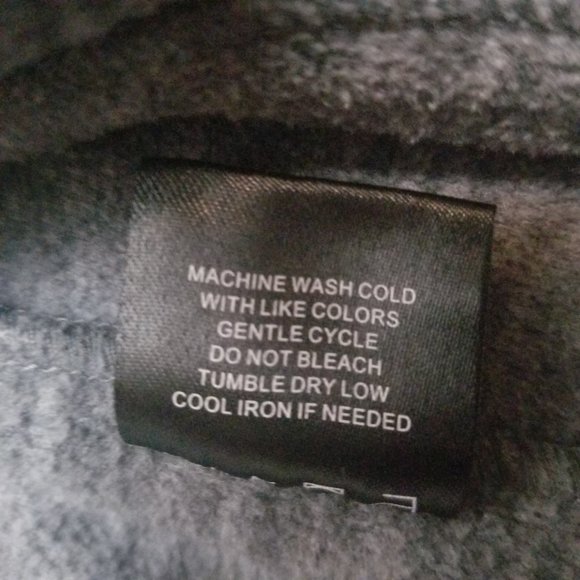 MACHINE WASH COLD
WITH LIKE COLORS
GENTLE CYCLE
DO NOT BLEACH
TUMBLE DRY LOW
COOL IRON IF NEEDED